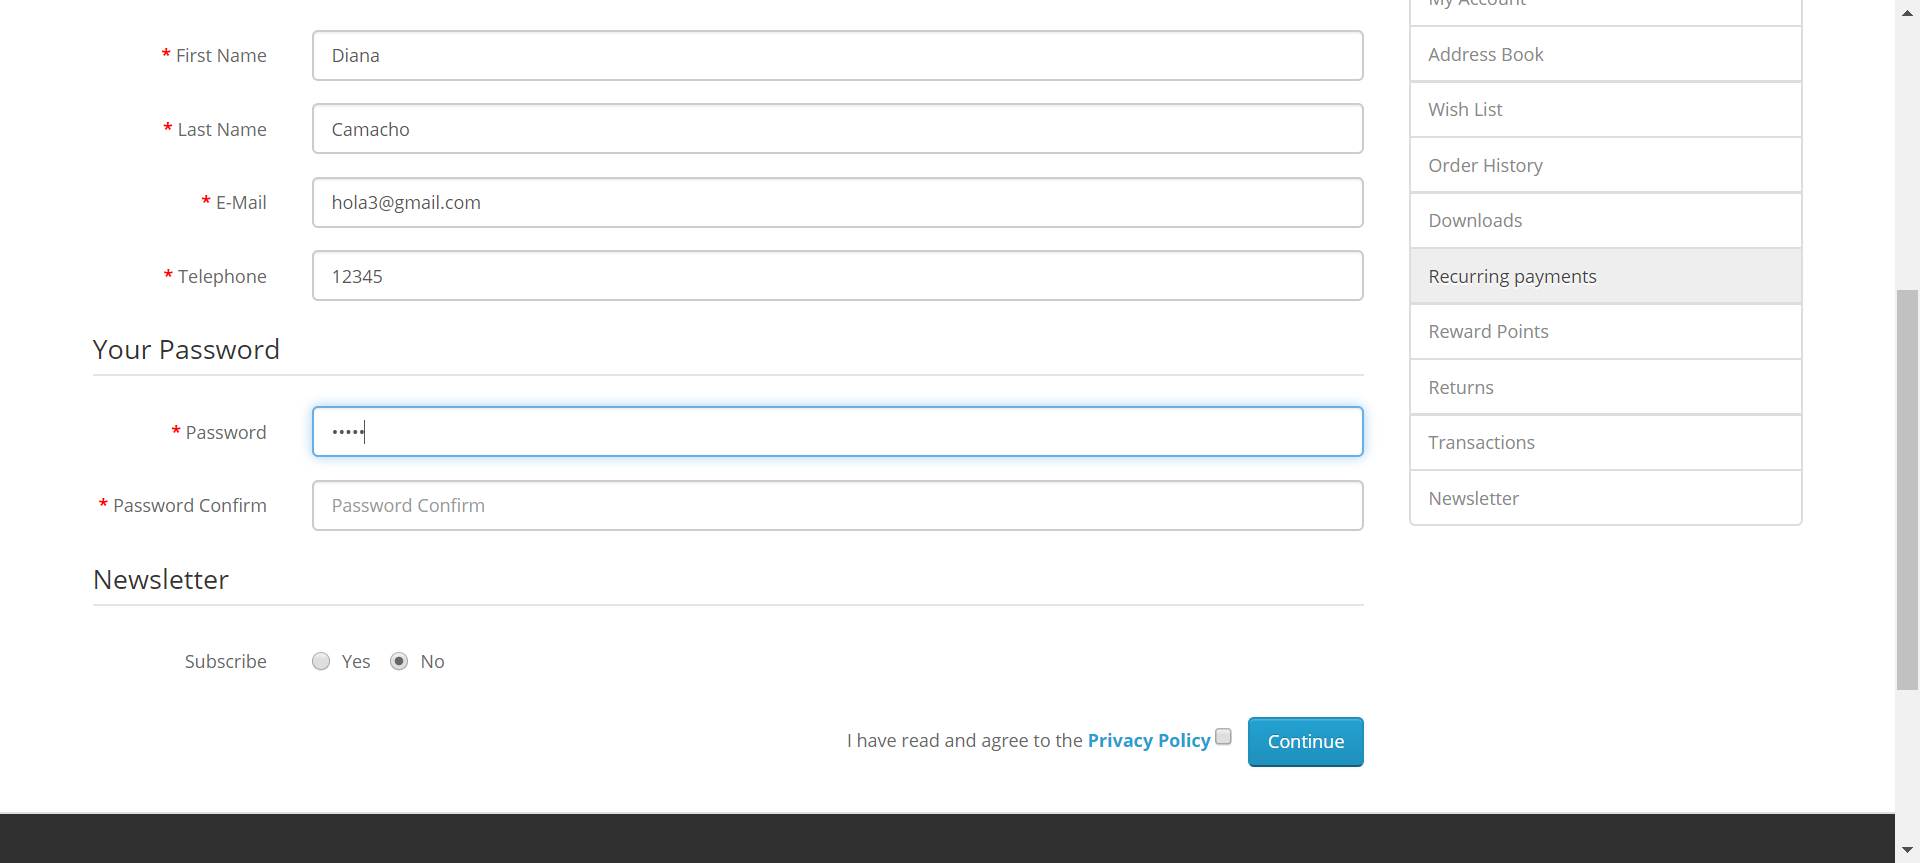 * First Name
Diana
* Last Name
Camacho
* E-Mail
hola3@gmail.com
* Telephone
12345
Your Password
* Password
•••••
* Password Confirm
Password Confirm
Newsletter
Subscribe
Yes
No
I have read and agree to the Privacy Policy
Continue
My Account
Address Book
Wish List
Order History
Downloads
Recurring payments
Reward Points
Returns
Transactions
Newsletter